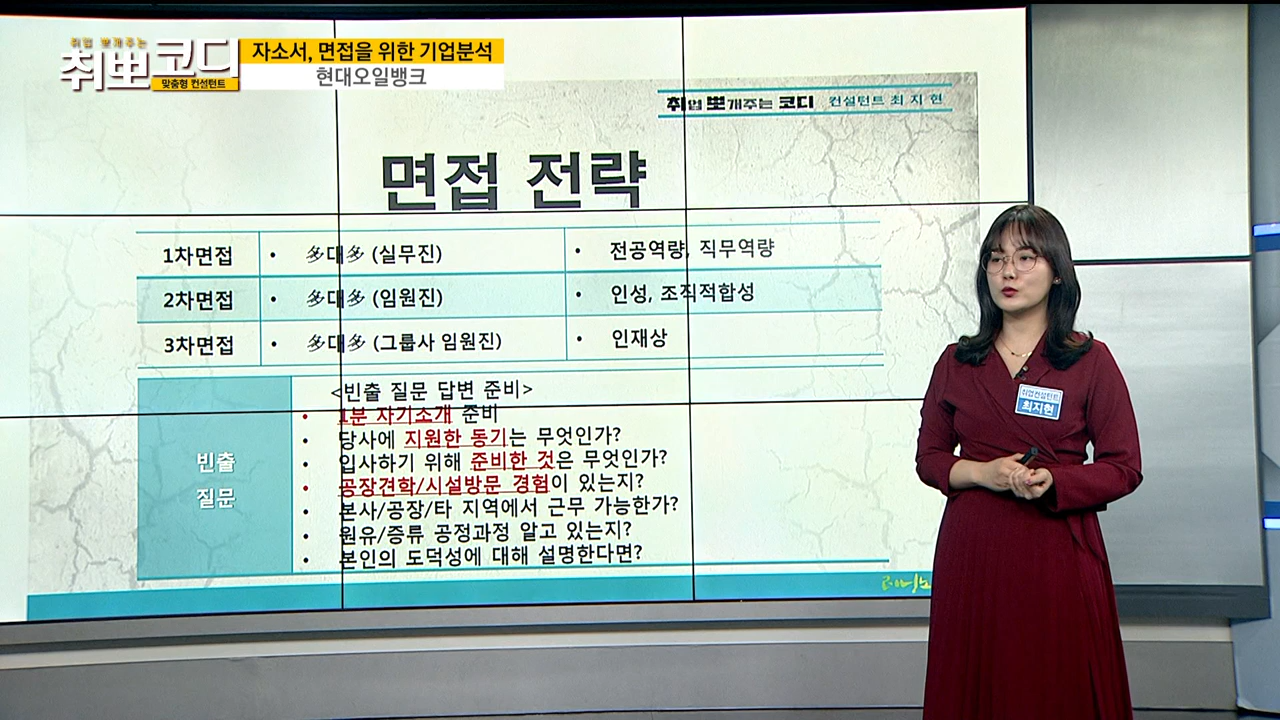 취업 뽀개주는
취뽀코디
맞춤형 컨설턴트
자소서, 면접을 위한 기업분석
현대오일뱅크
취업 뽀개주는 코디 컨설턴트 최 지 현
면접 전략
1차면접 • 多대多 (실무진) • 전공역량, 직무역량
2차면접 • 多대多 (임원진) • 인성, 조직적합성
3차면접 • 多대多 (그룹사 임원진) • 인재상
빈출 질문
<빈출 질문 답변 준비>
• 1분 자기소개 준비
• 당사에 지원한 동기는 무엇인가?
• 입사하기 위해 준비한 것은 무엇인가?
• 공장견학/시설방문 경험이 있는지?
• 본사/공장/타 지역에서 근무 가능한가?
• 원유/증류 공정과정 알고 있는지?
• 본인의 도덕성에 대해 설명한다면?
취업컨설턴트
최지현